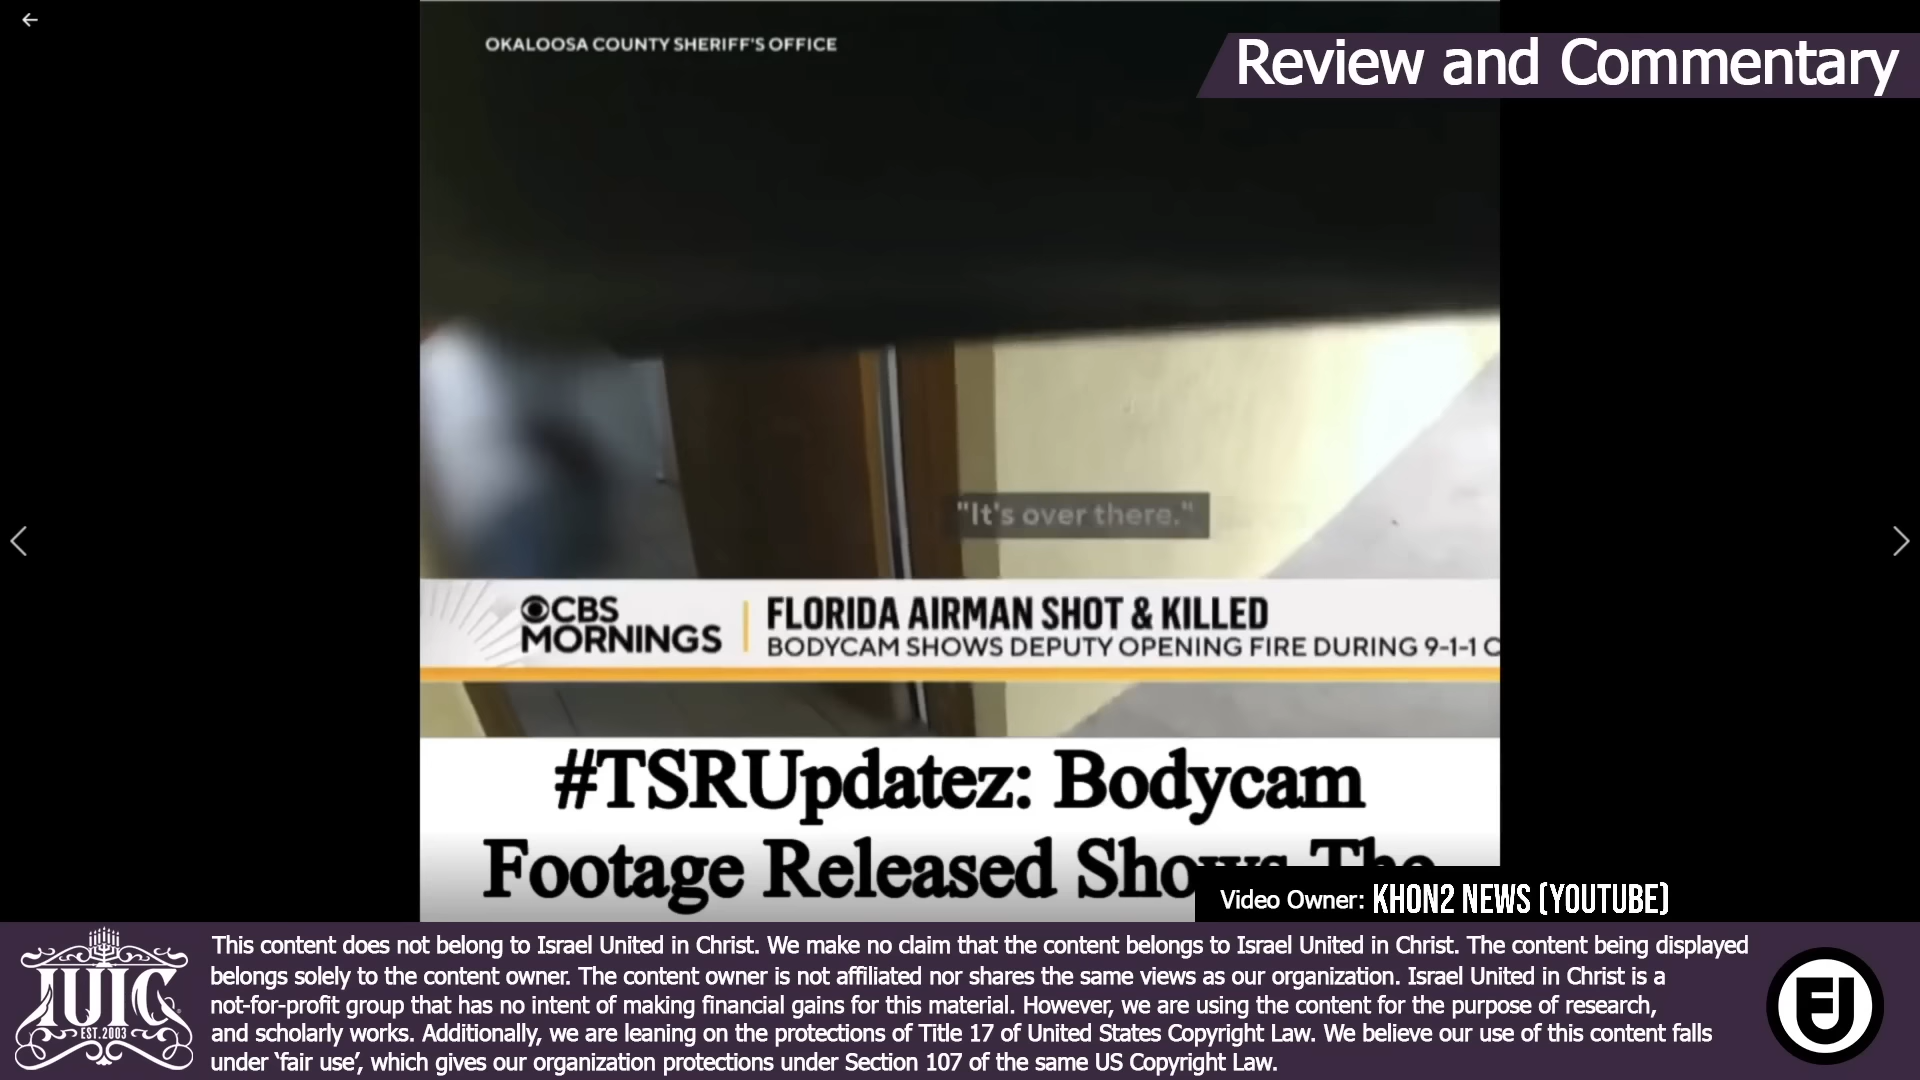 OKALOOSA COUNTY SHERIFF'S OFFICE
Review and Commentary
"It's over there."
CBS
MORNINGS
FLORIDA AIRMAN SHOT & KILLED
BODYCAM SHOWS DEPUTY OPENING FIRE DURING 9-1-1 C
#TSRUpdatez: Bodycam
Footage Released Shows The
Video Owner: KHON2 NEWS (YOUTUBE)
This content does not belong to Israel United in Christ. We make no claim that the content belongs to Israel United in Christ. The content being displayed
belongs solely to the content owner. The content owner is not affiliated nor shares the same views as our organization. Israel United in Christ is a
not-for-profit group that has no intent of making financial gains for this material. However, we are using the content for the purpose of research,
and scholarly works. Additionally, we are leaning on the protections of Title 17 of United States Copyright Law. We believe our use of this content falls
under ‘fair use’, which gives our organization protections under Section 107 of the same US Copyright Law.
IUIC
EST. 2003